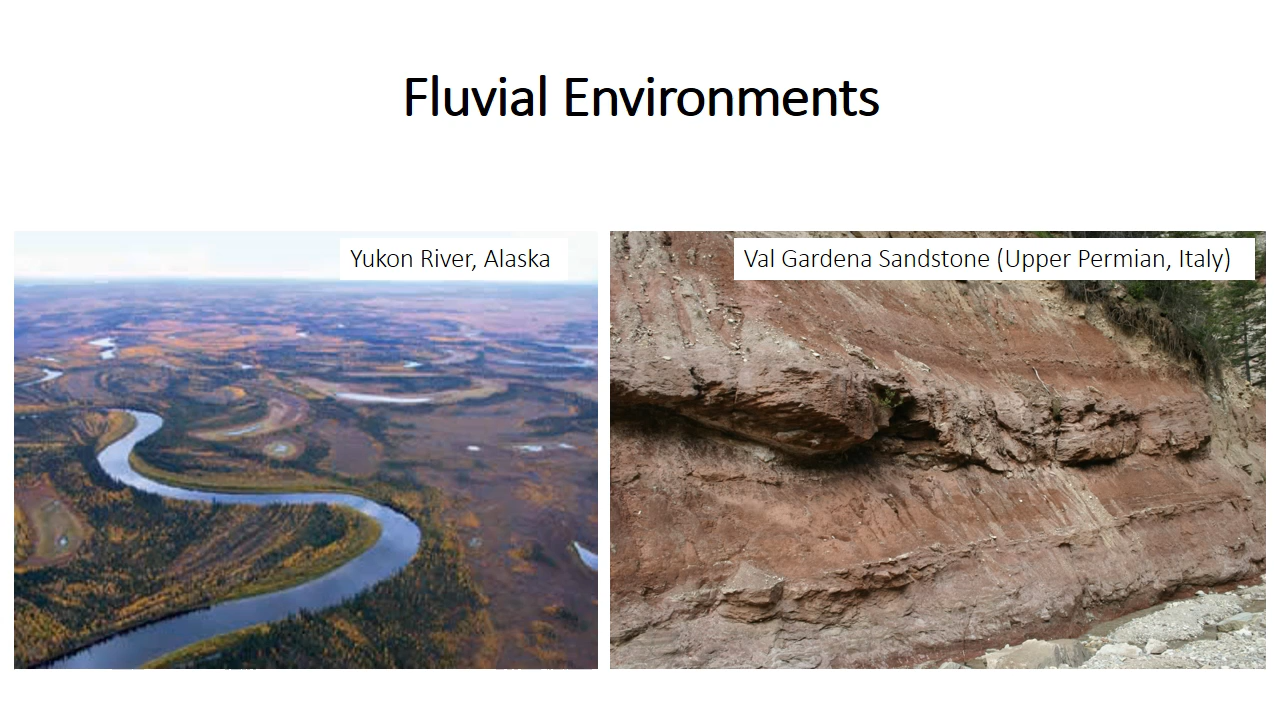 Fluvial Environments
Yukon River, Alaska
Val Gardena Sandstone (Upper Permian, Italy)